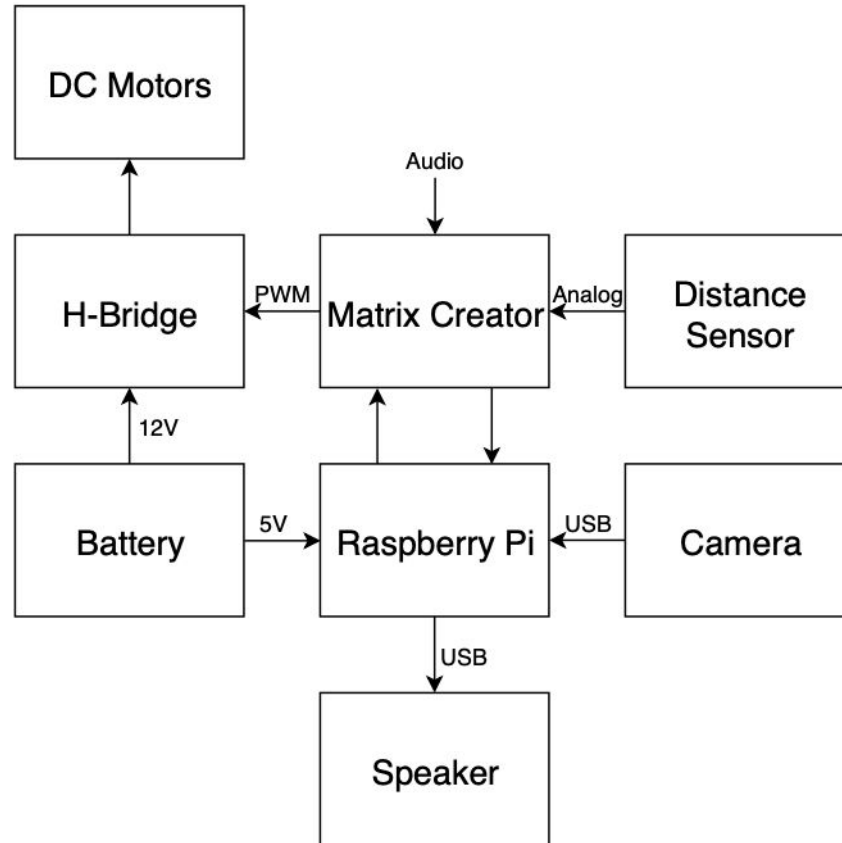 DC Motors
Audio
H-Bridge
PWM
Matrix Creator
Analog
Distance
Sensor
12V
Battery
5V
Raspberry Pi
USB
Camera
USB
Speaker